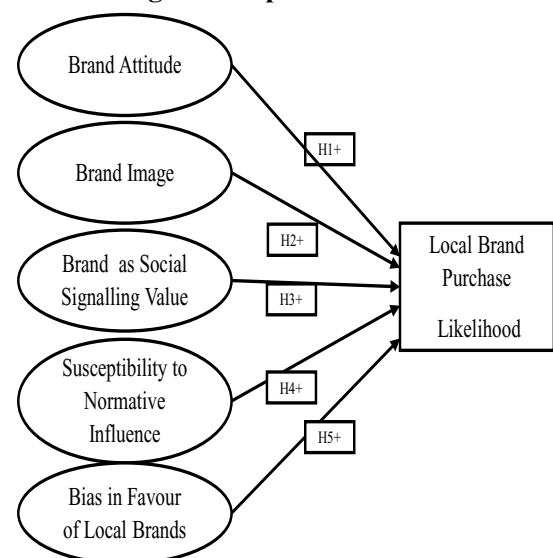 Brand Attitude
H1+
Brand Image
H2+
Local Brand
Purchase
Likelihood
Brand as Social
Signalling Value
H3+
Susceptibility to
Normative
Influence
H4+
H5+
Bias in Favour
of Local Brands